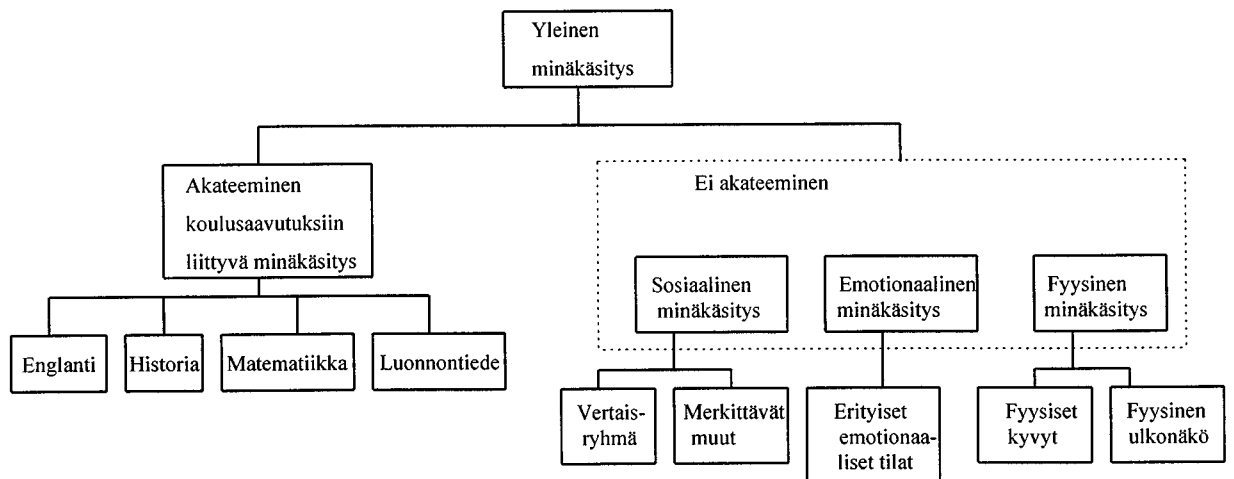 Yleinen
minäkäsitys
Akateeminen
koulusaavutuksiin
liittyvä minäkäsitys
Ei akateeminen
Sosiaalinen
minäkäsitys
Emotionaalinen
minäkäsitys
Fyysinen
minäkäsitys
Englanti
Historia
Matematiikka
Luonnontiede
Vertais-
ryhmä
Merkittävät
muut
Erityiset
emotionaa-
liset tilat
Fyysiset
kyvyt
Fyysinen
ulkonäkö